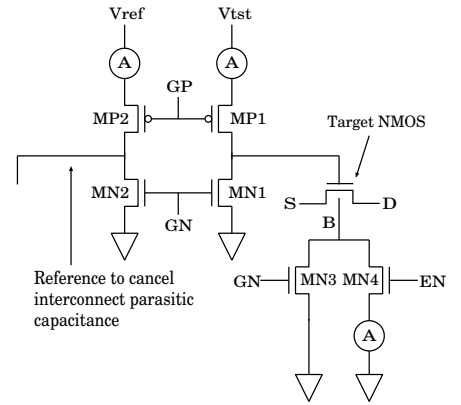 Vref Vtst
A A
GP
MP2 MP1
Target NMOS
MN2 MN1
S D
GN
B
Reference to cancel
interconnect parasitic
capacitance
GN MN3 MN4 EN
A